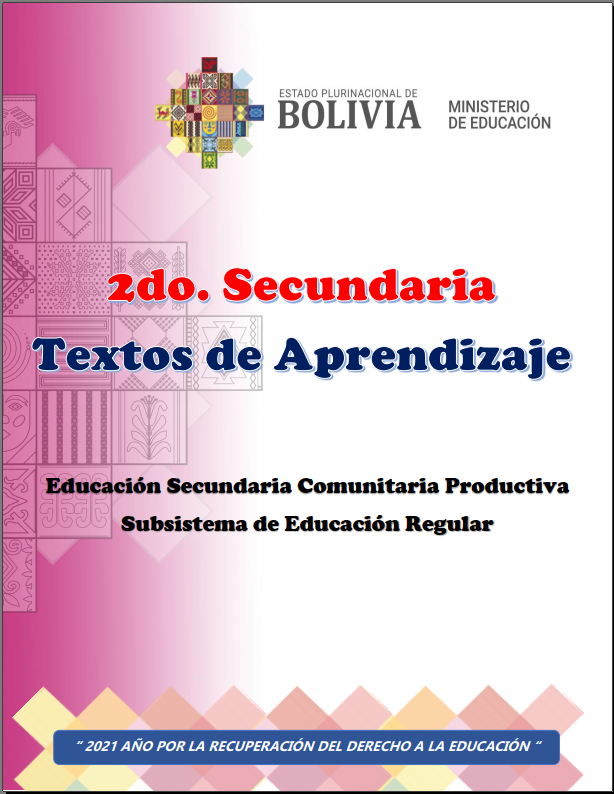 ESTADO PLURINACIONAL DE
BOLIVIA
MINISTERIO
DE EDUCACIÓN
2do. Secundaria
Textos de Aprendizaje
Educación Secundaria Comunitaria Productiva
Subsistema de Educación Regular
“ 2021 AÑO POR LA RECUPERACIÓN DEL DERECHO A LA EDUCACIÓN “